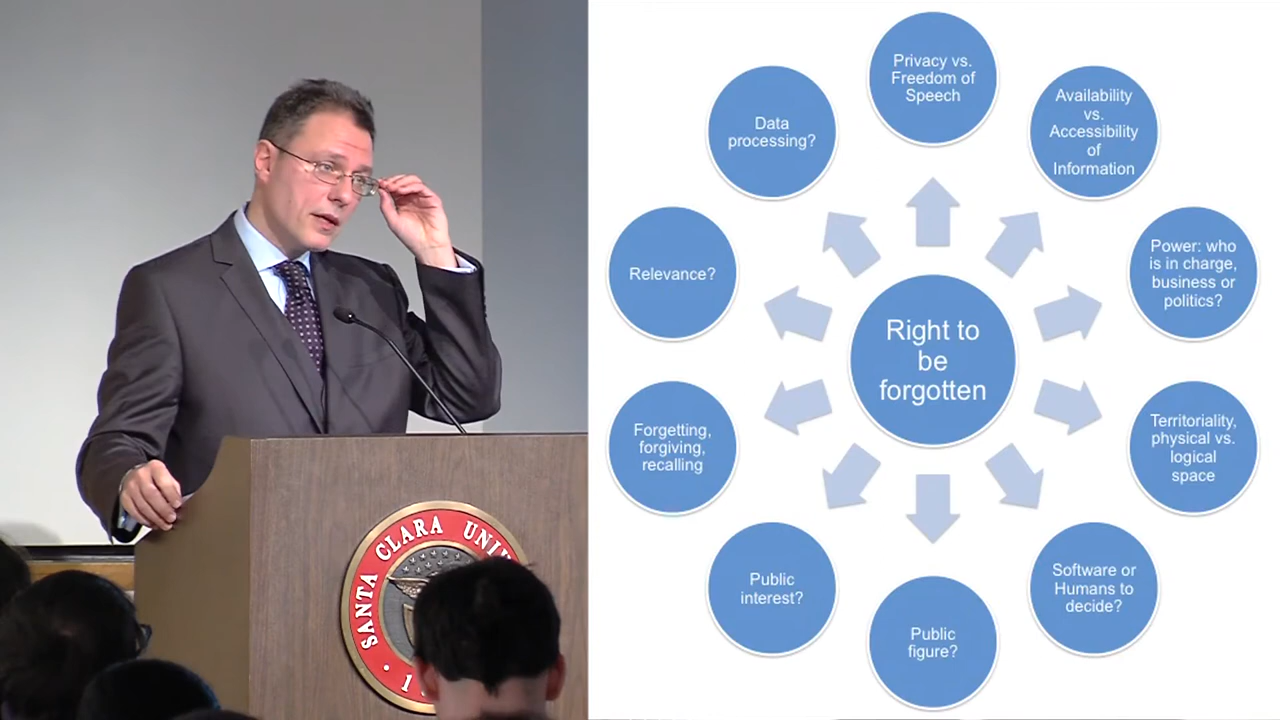 SANTA CLARA
Privacy vs.
Freedom of
Speech
Availability
vs.
Accessibility
of
Information
Power: who
is in charge,
business or
politics?
Territoriality,
physical vs.
logical
space
Software or
Humans to
decide?
Public
figure?
Public
interest?
Forgetting,
forgiving,
recalling
Relevance?
Data
processing?
Right to
be
forgotten